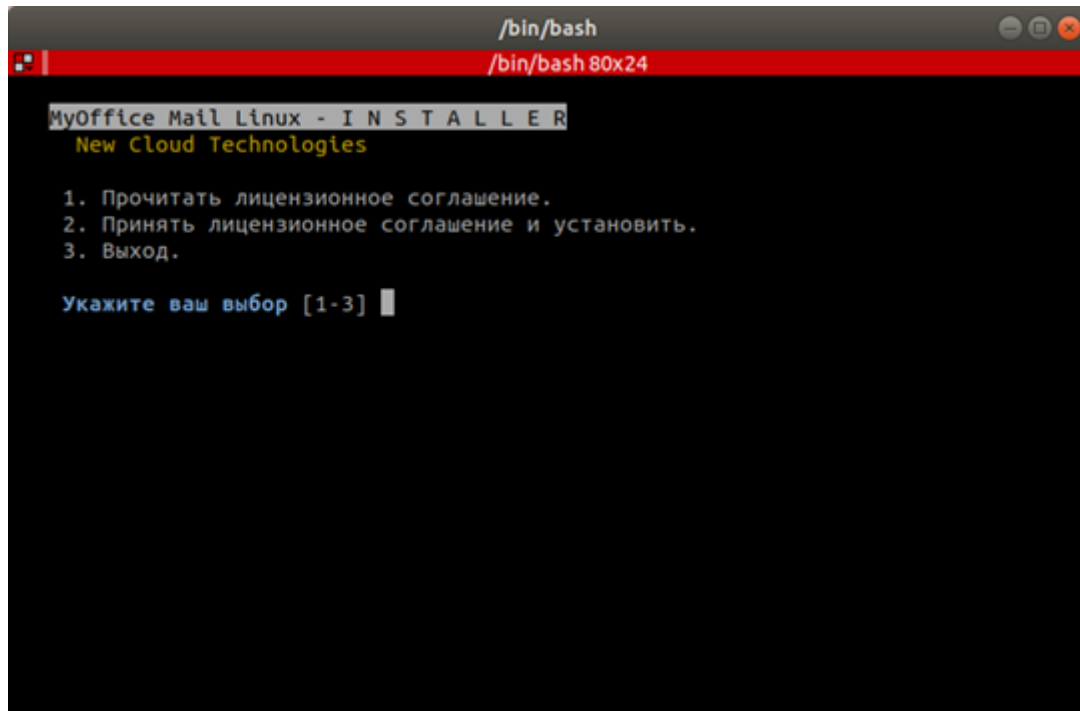 /bin/bash
/bin/bash 80x24
MyOffice Mail Linux - I N S T A L L E R
New Cloud Technologies
1. Прочитать лицензионное соглашение.
2. Принять лицензионное соглашение и установить.
3. Выход.
Укажите ваш выбор [1-3]